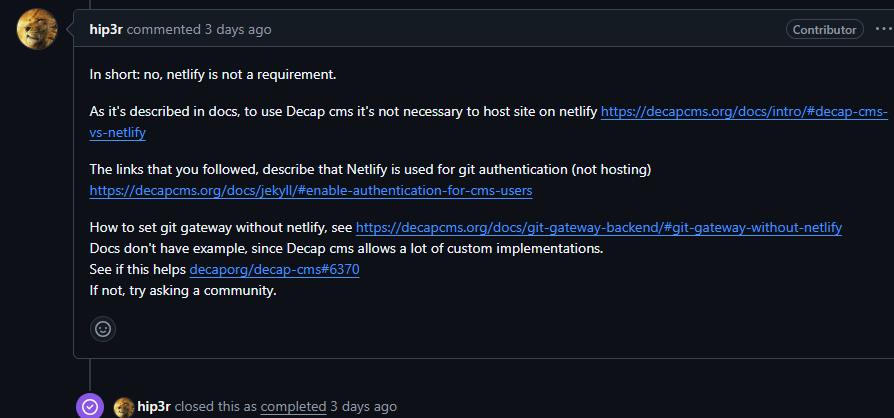 hip3r commented 3 days ago
Contributor
In short: no, netlify is not a requirement.
As it's described in docs, to use Decap cms it's not necessary to host site on netlify https://decapcms.org/docs/intro/#decap-cms-
vs-netlify
The links that you followed, describe that Netlify is used for git authentication (not hosting)
https://decapcms.org/docs/jekyll/#enable-authentication-for-cms-users
How to set git gateway without netlify, see https://decapcms.org/docs/git-gateway-backend/#git-gateway-without-netlify
Docs don't have example, since Decap cms allows a lot of custom implementations.
See if this helps decaporg/decap-cms#6370
If not, try asking a community.
hip3r closed this as completed 3 days ago